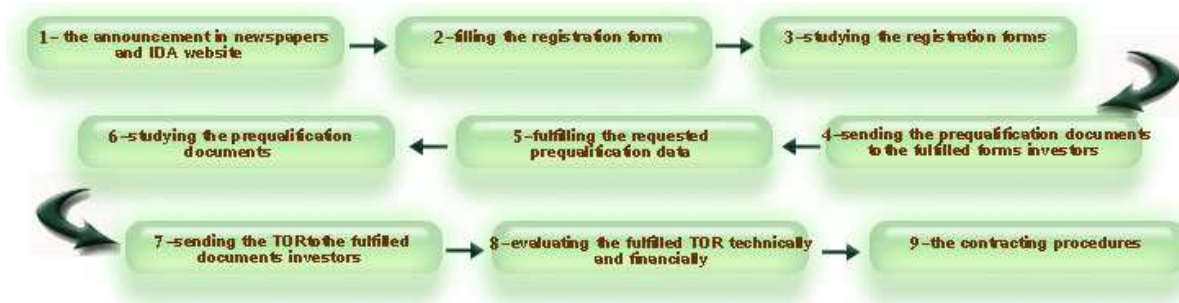 1- the announcement in newspapers
and IDA website
2-filling the registration form
3-studying the registration forms
4-sending the prequalification documents
to the fulfilled forms investors
5-fulfilling the requested
prequalification data
6-studying the prequalification
documents
7-sending the TOR to the fulfilled
documents investors
8-evaluating the fulfilled TOR technically
and financially
9-the contracting procedures